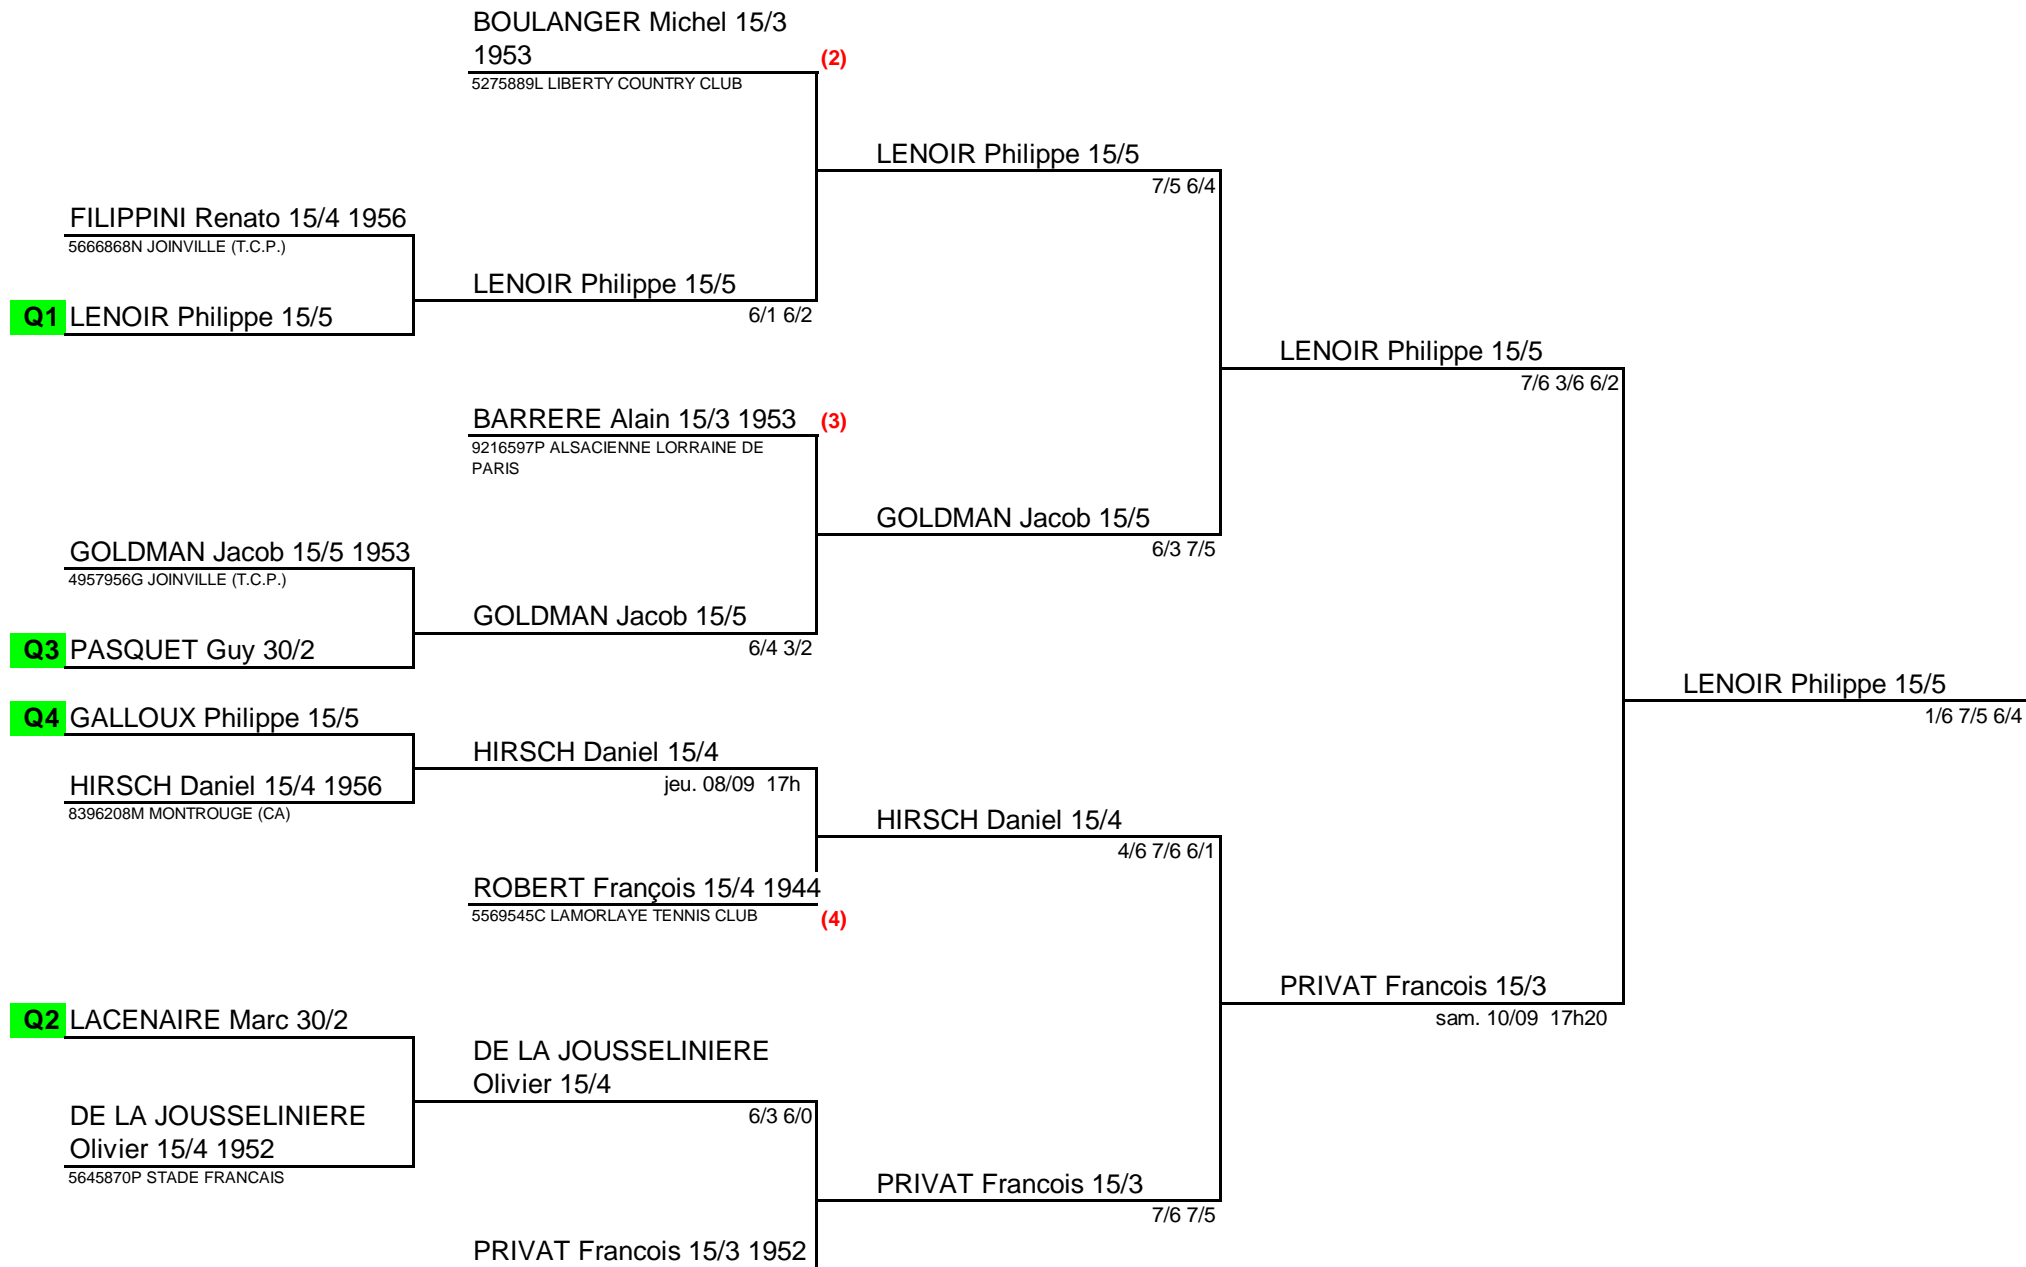 BOULANGER Michel 15/3
1953
(2)
5275889L LIBERTY COUNTRY CLUB
LENOIR Philippe 15/5
7/5 6/4
FILIPPINI Renato 15/4 1956
5666868N JOINVILLE (T.C.P.)
LENOIR Philippe 15/5
6/1 6/2
Q1 LENOIR Philippe 15/5
LENOIR Philippe 15/5
7/6 3/6 6/2
BARRERE Alain 15/3 1953 (3)
9216597P ALSACIENNE LORRAINE DE
PARIS
GOLDMAN Jacob 15/5
6/3 7/5
GOLDMAN Jacob 15/5 1953
4957956G JOINVILLE (T.C.P.)
GOLDMAN Jacob 15/5
6/4 3/2
Q3 PASQUET Guy 30/2
LENOIR Philippe 15/5
1/6 7/5 6/4
Q4 GALLOUX Philippe 15/5
HIRSCH Daniel 15/4
jeu. 08/09 17h
HIRSCH Daniel 15/4 1956
8396208M MONTROUGE (CA)
HIRSCH Daniel 15/4
4/6 7/6 6/1
ROBERT François 15/4 1944
5569545C LAMORLAYE TENNIS CLUB
(4)
PRIVAT Francois 15/3
sam. 10/09 17h20
Q2 LACENAIRE Marc 30/2
DE LA JOUSSELINIERE
Olivier 15/4
6/3 6/0
DE LA JOUSSELINIERE
Olivier 15/4 1952
5645870P STADE FRANCAIS
PRIVAT Francois 15/3
7/6 7/5
PRIVAT Francois 15/3 1952